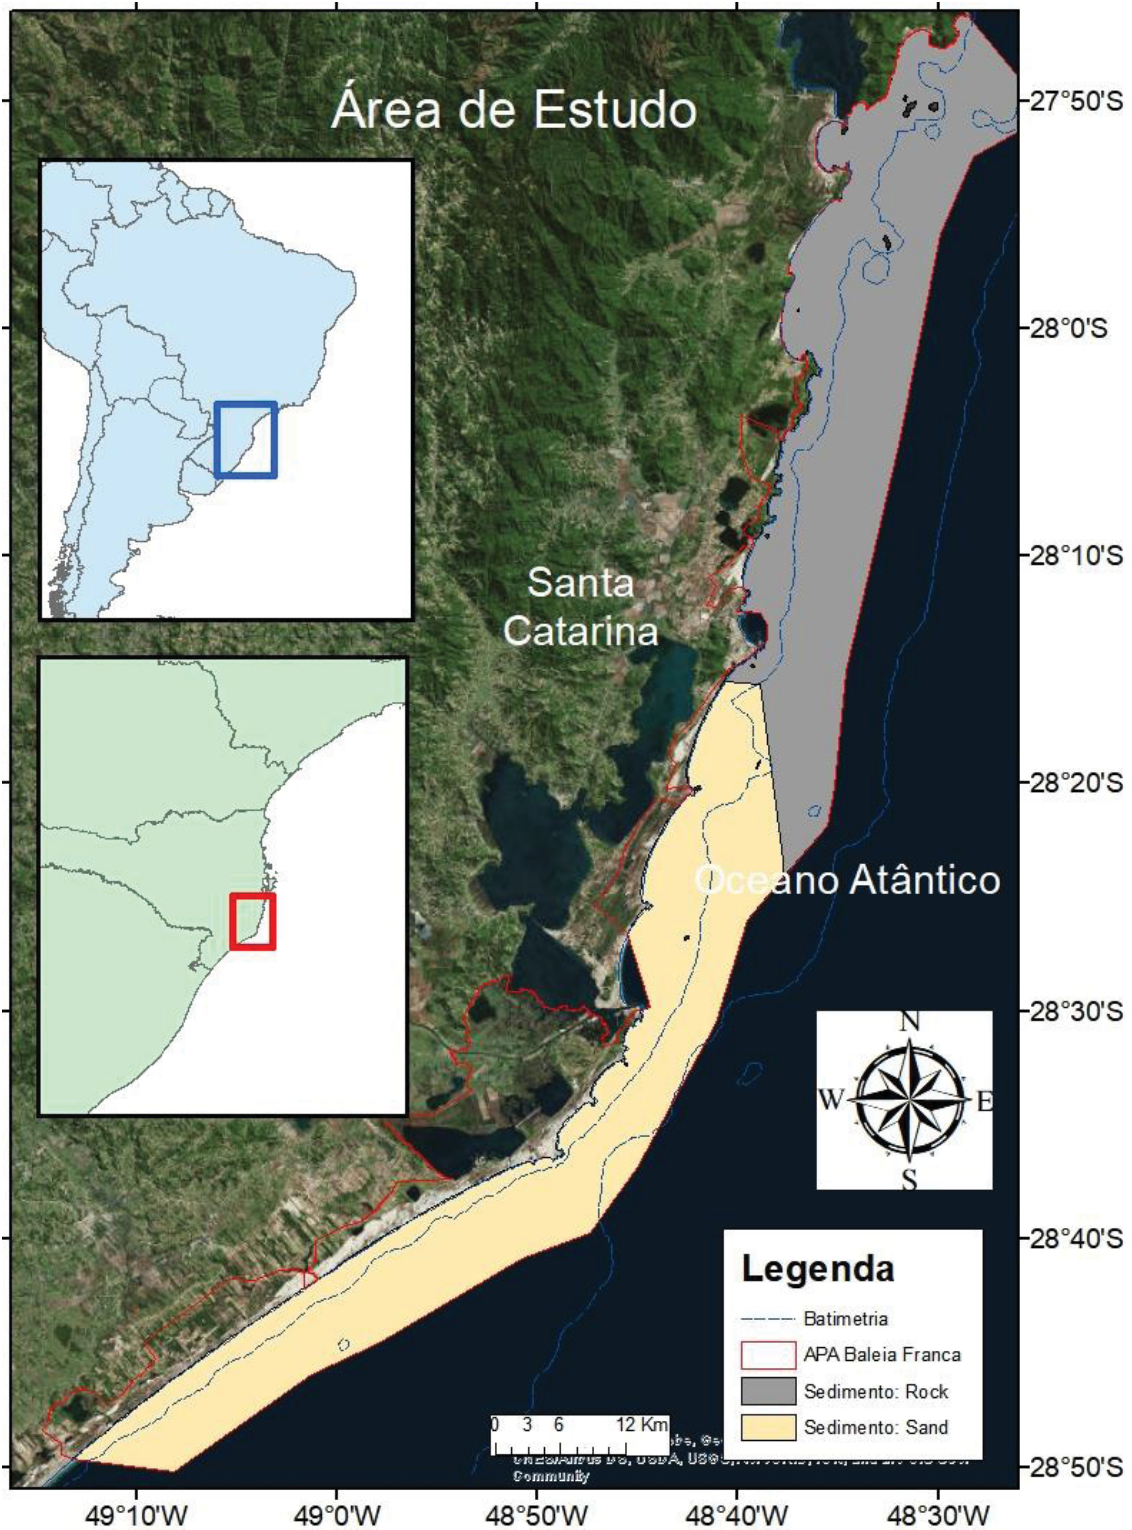 Área de Estudo
27°50'S
28°0'S
28°10'S
Santa
Catarina
28°20'S
Oceano Atântico
28°30'S
N
W
E
S
28°40'S
Legenda
Batimetria
APA Baleia Franca
Sedimento: Rock
Sedimento: Sand
0 3 6 12 Km
USDA, USGS,
Community
28°50'S
49°10'W 49°0'W 48°50'W 48°40'W 48°30'W